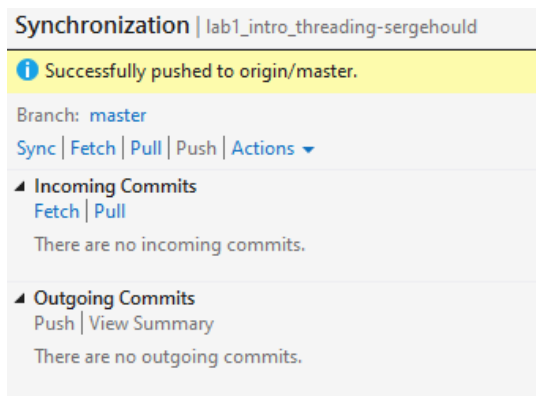 Synchronization | lab1_intro_threading-sergehould
Successfully pushed to origin/master.
Branch: master
Sync | Fetch | Pull | Push | Actions
Incoming Commits
Fetch | Pull
There are no incoming commits.
Outgoing Commits
Push | View Summary
There are no outgoing commits.